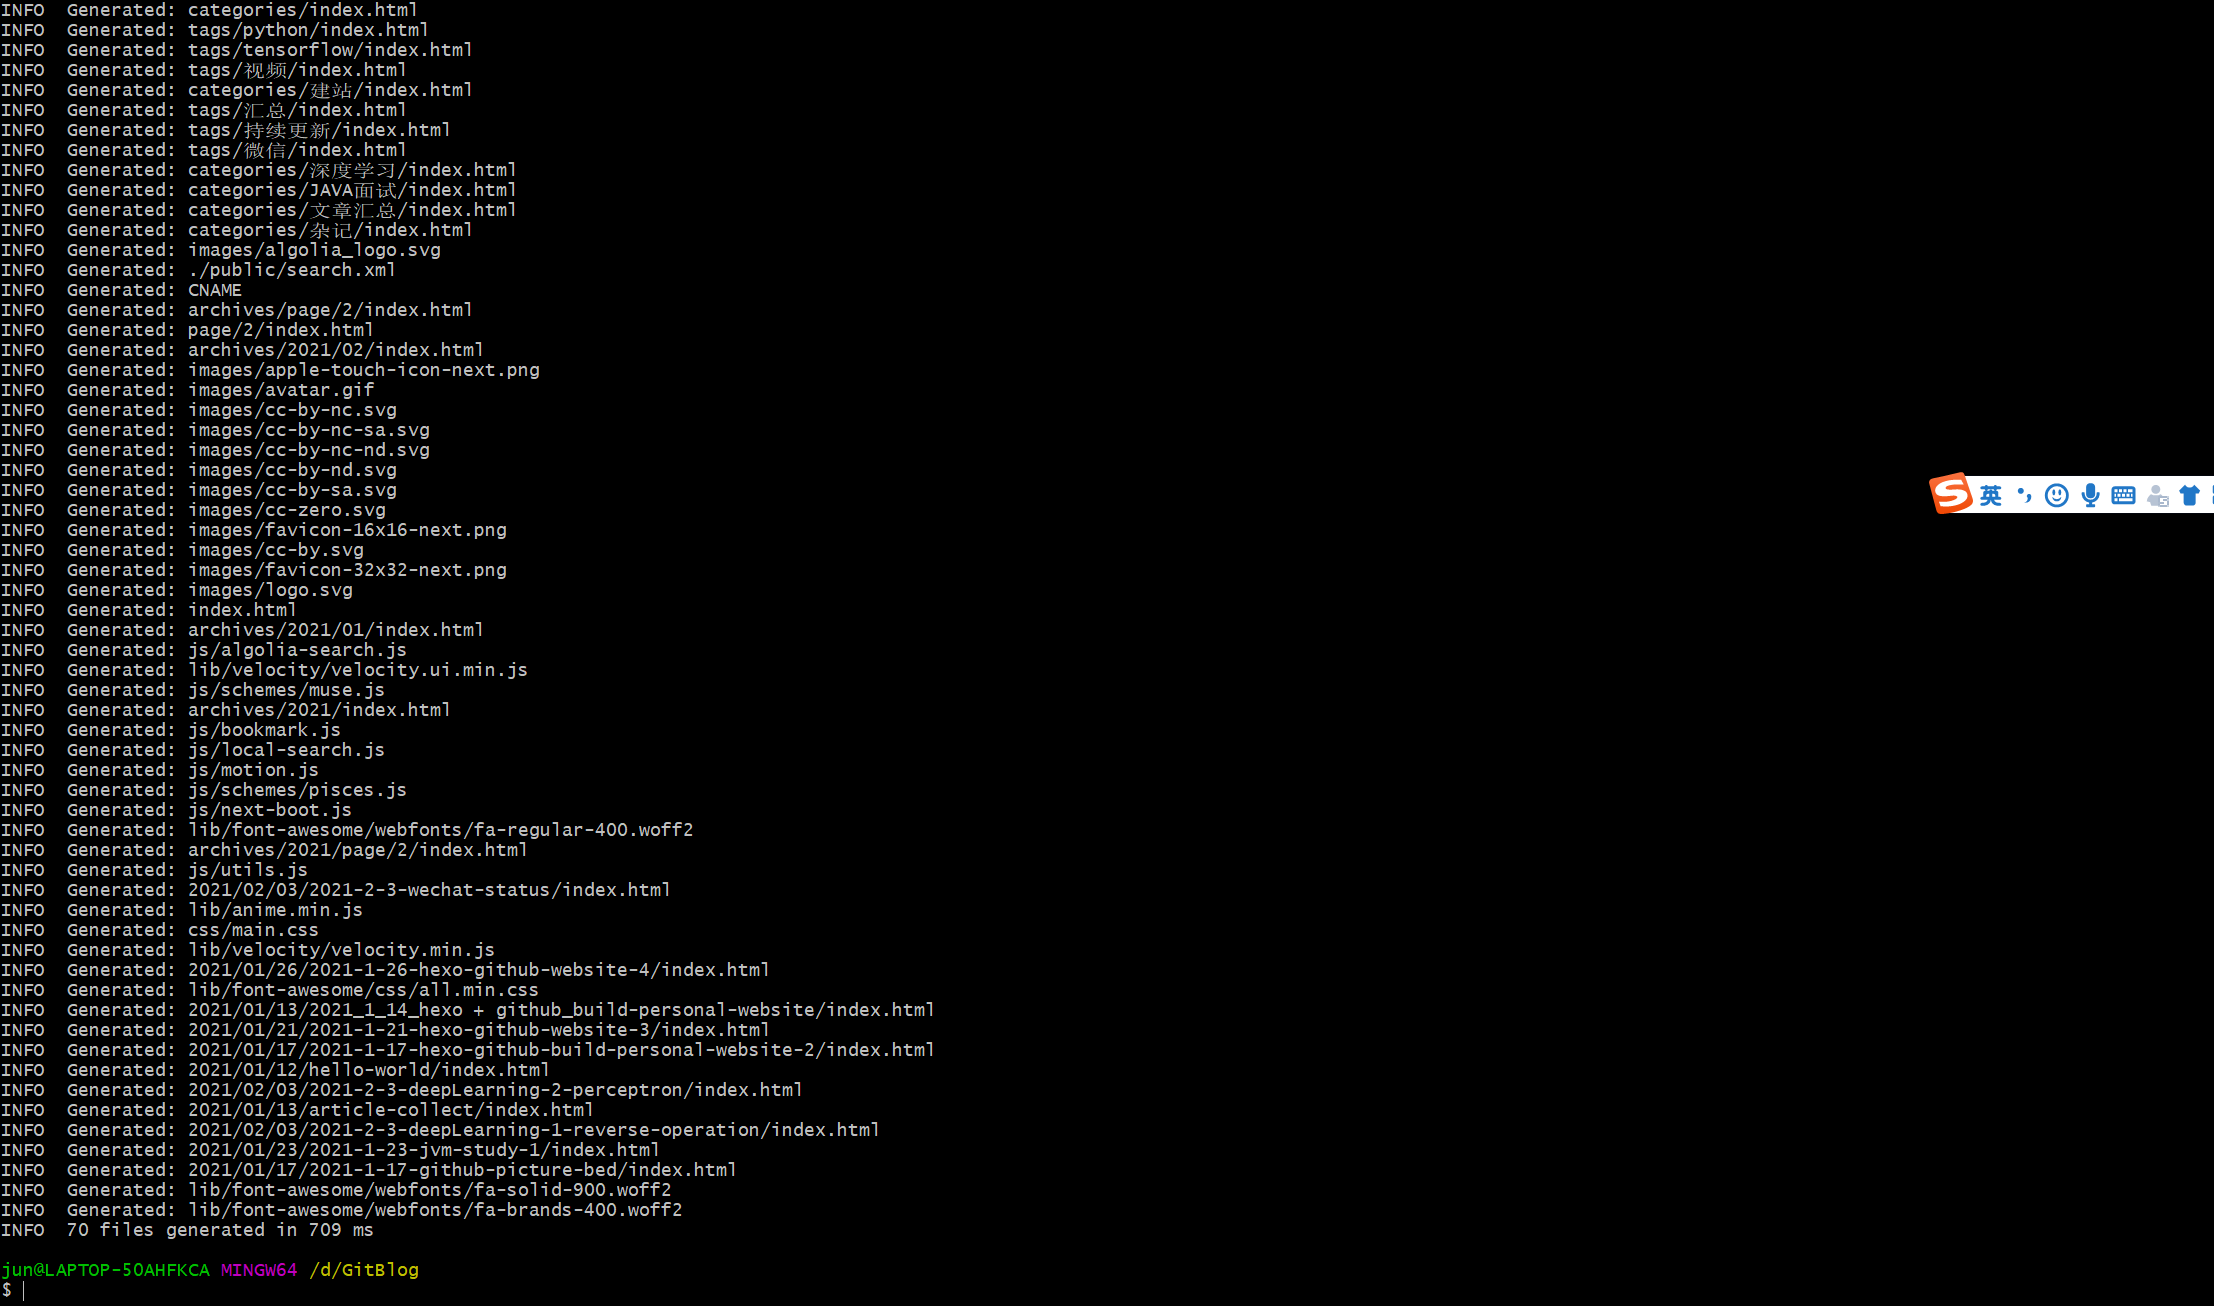 INFO  Generated: categories/index.html
INFO  Generated: tags/python/index.html
INFO  Generated: tags/tensorflow/index.html
INFO  Generated: tags/视频/index.html
INFO  Generated: categories/建站/index.html
INFO  Generated: tags/汇总/index.html
INFO  Generated: tags/持续更新/index.html
INFO  Generated: tags/微信/index.html
INFO  Generated: categories/深度学习/index.html
INFO  Generated: categories/JAVA面试/index.html
INFO  Generated: categories/文章汇总/index.html
INFO  Generated: categories/杂记/index.html
INFO  Generated: images/algolia_logo.svg
INFO  Generated: ./public/search.xml
INFO  Generated: CNAME
INFO  Generated: archives/page/2/index.html
INFO  Generated: page/2/index.html
INFO  Generated: archives/2021/02/index.html
INFO  Generated: images/apple-touch-icon-next.png
INFO  Generated: images/avatar.gif
INFO  Generated: images/cc-by-nc.svg
INFO  Generated: images/cc-by-nc-sa.svg
INFO  Generated: images/cc-by-nc-nd.svg
INFO  Generated: images/cc-by-nd.svg
INFO  Generated: images/cc-by-sa.svg
INFO  Generated: images/cc-zero.svg
INFO  Generated: images/favicon-16x16-next.png
INFO  Generated: images/cc-by.svg
INFO  Generated: images/favicon-32x32-next.png
INFO  Generated: images/logo.svg
INFO  Generated: index.html
INFO  Generated: archives/2021/01/index.html
INFO  Generated: js/algolia-search.js
INFO  Generated: lib/velocity/velocity.ui.min.js
INFO  Generated: js/schemes/muse.js
INFO  Generated: archives/2021/index.html
INFO  Generated: js/bookmark.js
INFO  Generated: js/local-search.js
INFO  Generated: js/motion.js
INFO  Generated: js/schemes/pisces.js
INFO  Generated: js/next-boot.js
INFO  Generated: lib/font-awesome/webfonts/fa-regular-400.woff2
INFO  Generated: archives/2021/page/2/index.html
INFO  Generated: js/utils.js
INFO  Generated: 2021/02/03/2021-2-3-wechat-status/index.html
INFO  Generated: lib/anime.min.js
INFO  Generated: css/main.css
INFO  Generated: lib/velocity/velocity.min.js
INFO  Generated: 2021/01/26/2021-1-26-hexo-github-website-4/index.html
INFO  Generated: lib/font-awesome/css/all.min.css
INFO  Generated: 2021/01/13/2021_1_14_hexo + github_build-personal-website/index.html
INFO  Generated: 2021/01/21/2021-1-21-hexo-github-website-3/index.html
INFO  Generated: 2021/01/17/2021-1-17-hexo-github-build-personal-website-2/index.html
INFO  Generated: 2021/01/12/hello-world/index.html
INFO  Generated: 2021/02/03/2021-2-3-deepLearning-2-perceptron/index.html
INFO  Generated: 2021/01/13/article-collect/index.html
INFO  Generated: 2021/02/03/2021-2-3-deepLearning-1-reverse-operation/index.html
INFO  Generated: 2021/01/23/2021-1-23-jvm-study-1/index.html
INFO  Generated: 2021/01/17/2021-1-17-github-picture-bed/index.html
INFO  Generated: lib/font-awesome/webfonts/fa-solid-900.woff2
INFO  Generated: lib/font-awesome/webfonts/fa-brands-400.woff2
INFO  70 files generated in 709 ms
jun@LAPTOP-50AHFKCA MINGW64 /d/GitBlog
$
英